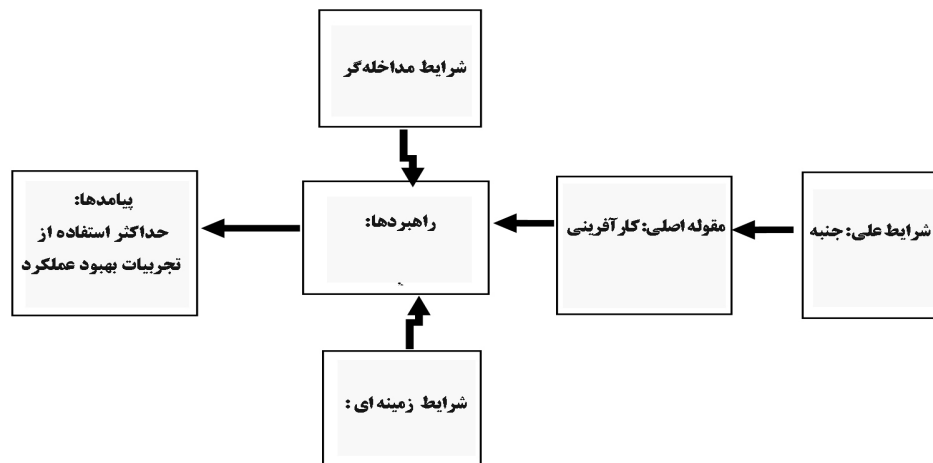 شرایط مداخله‌گر
شرایط علی: جنبه
مقوله اصلی: کارآفرینی
راهبردها:
پیامدها:
حداکثر استفاده از
تجربیات بهبود عملکرد
شرایط زمینه ای :